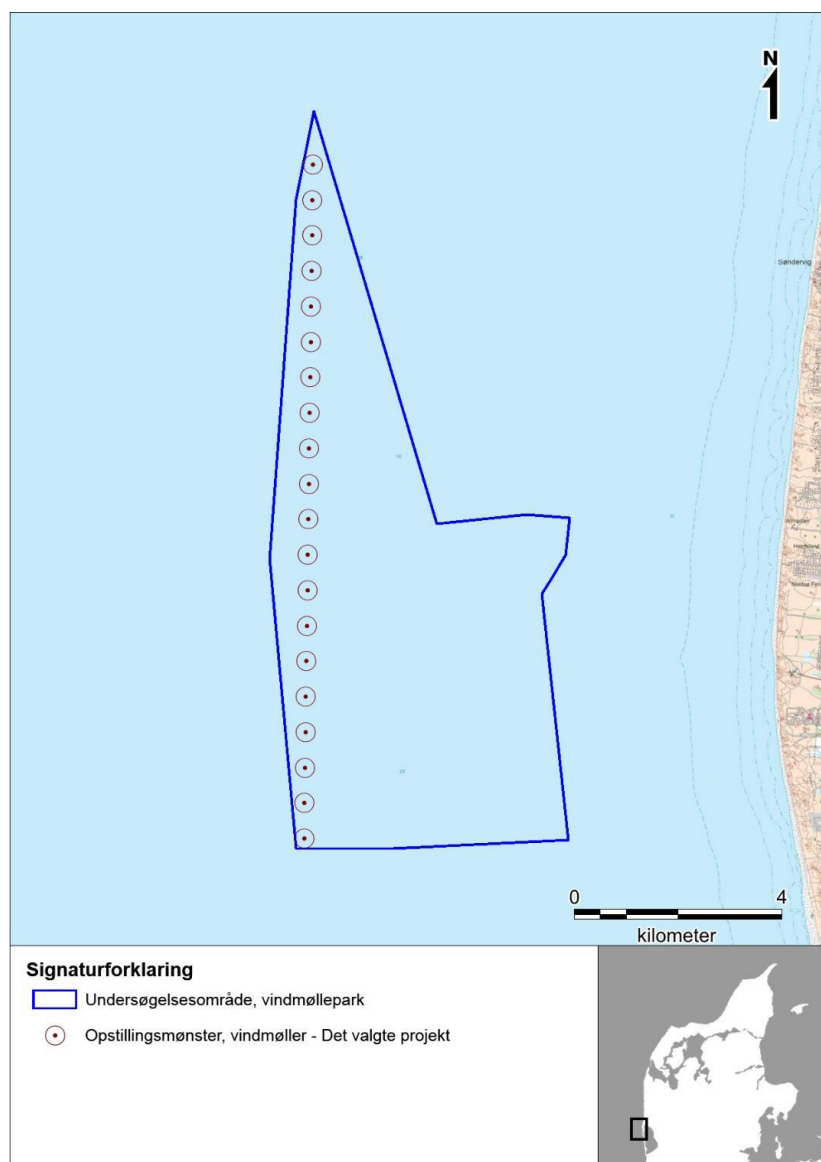 N
Søndervig
0 4
kilometer
Signaturforklaring
Undersøgelsesområde, vindmøllepark
Opstillingsmønster, vindmøller - Det valgte projekt